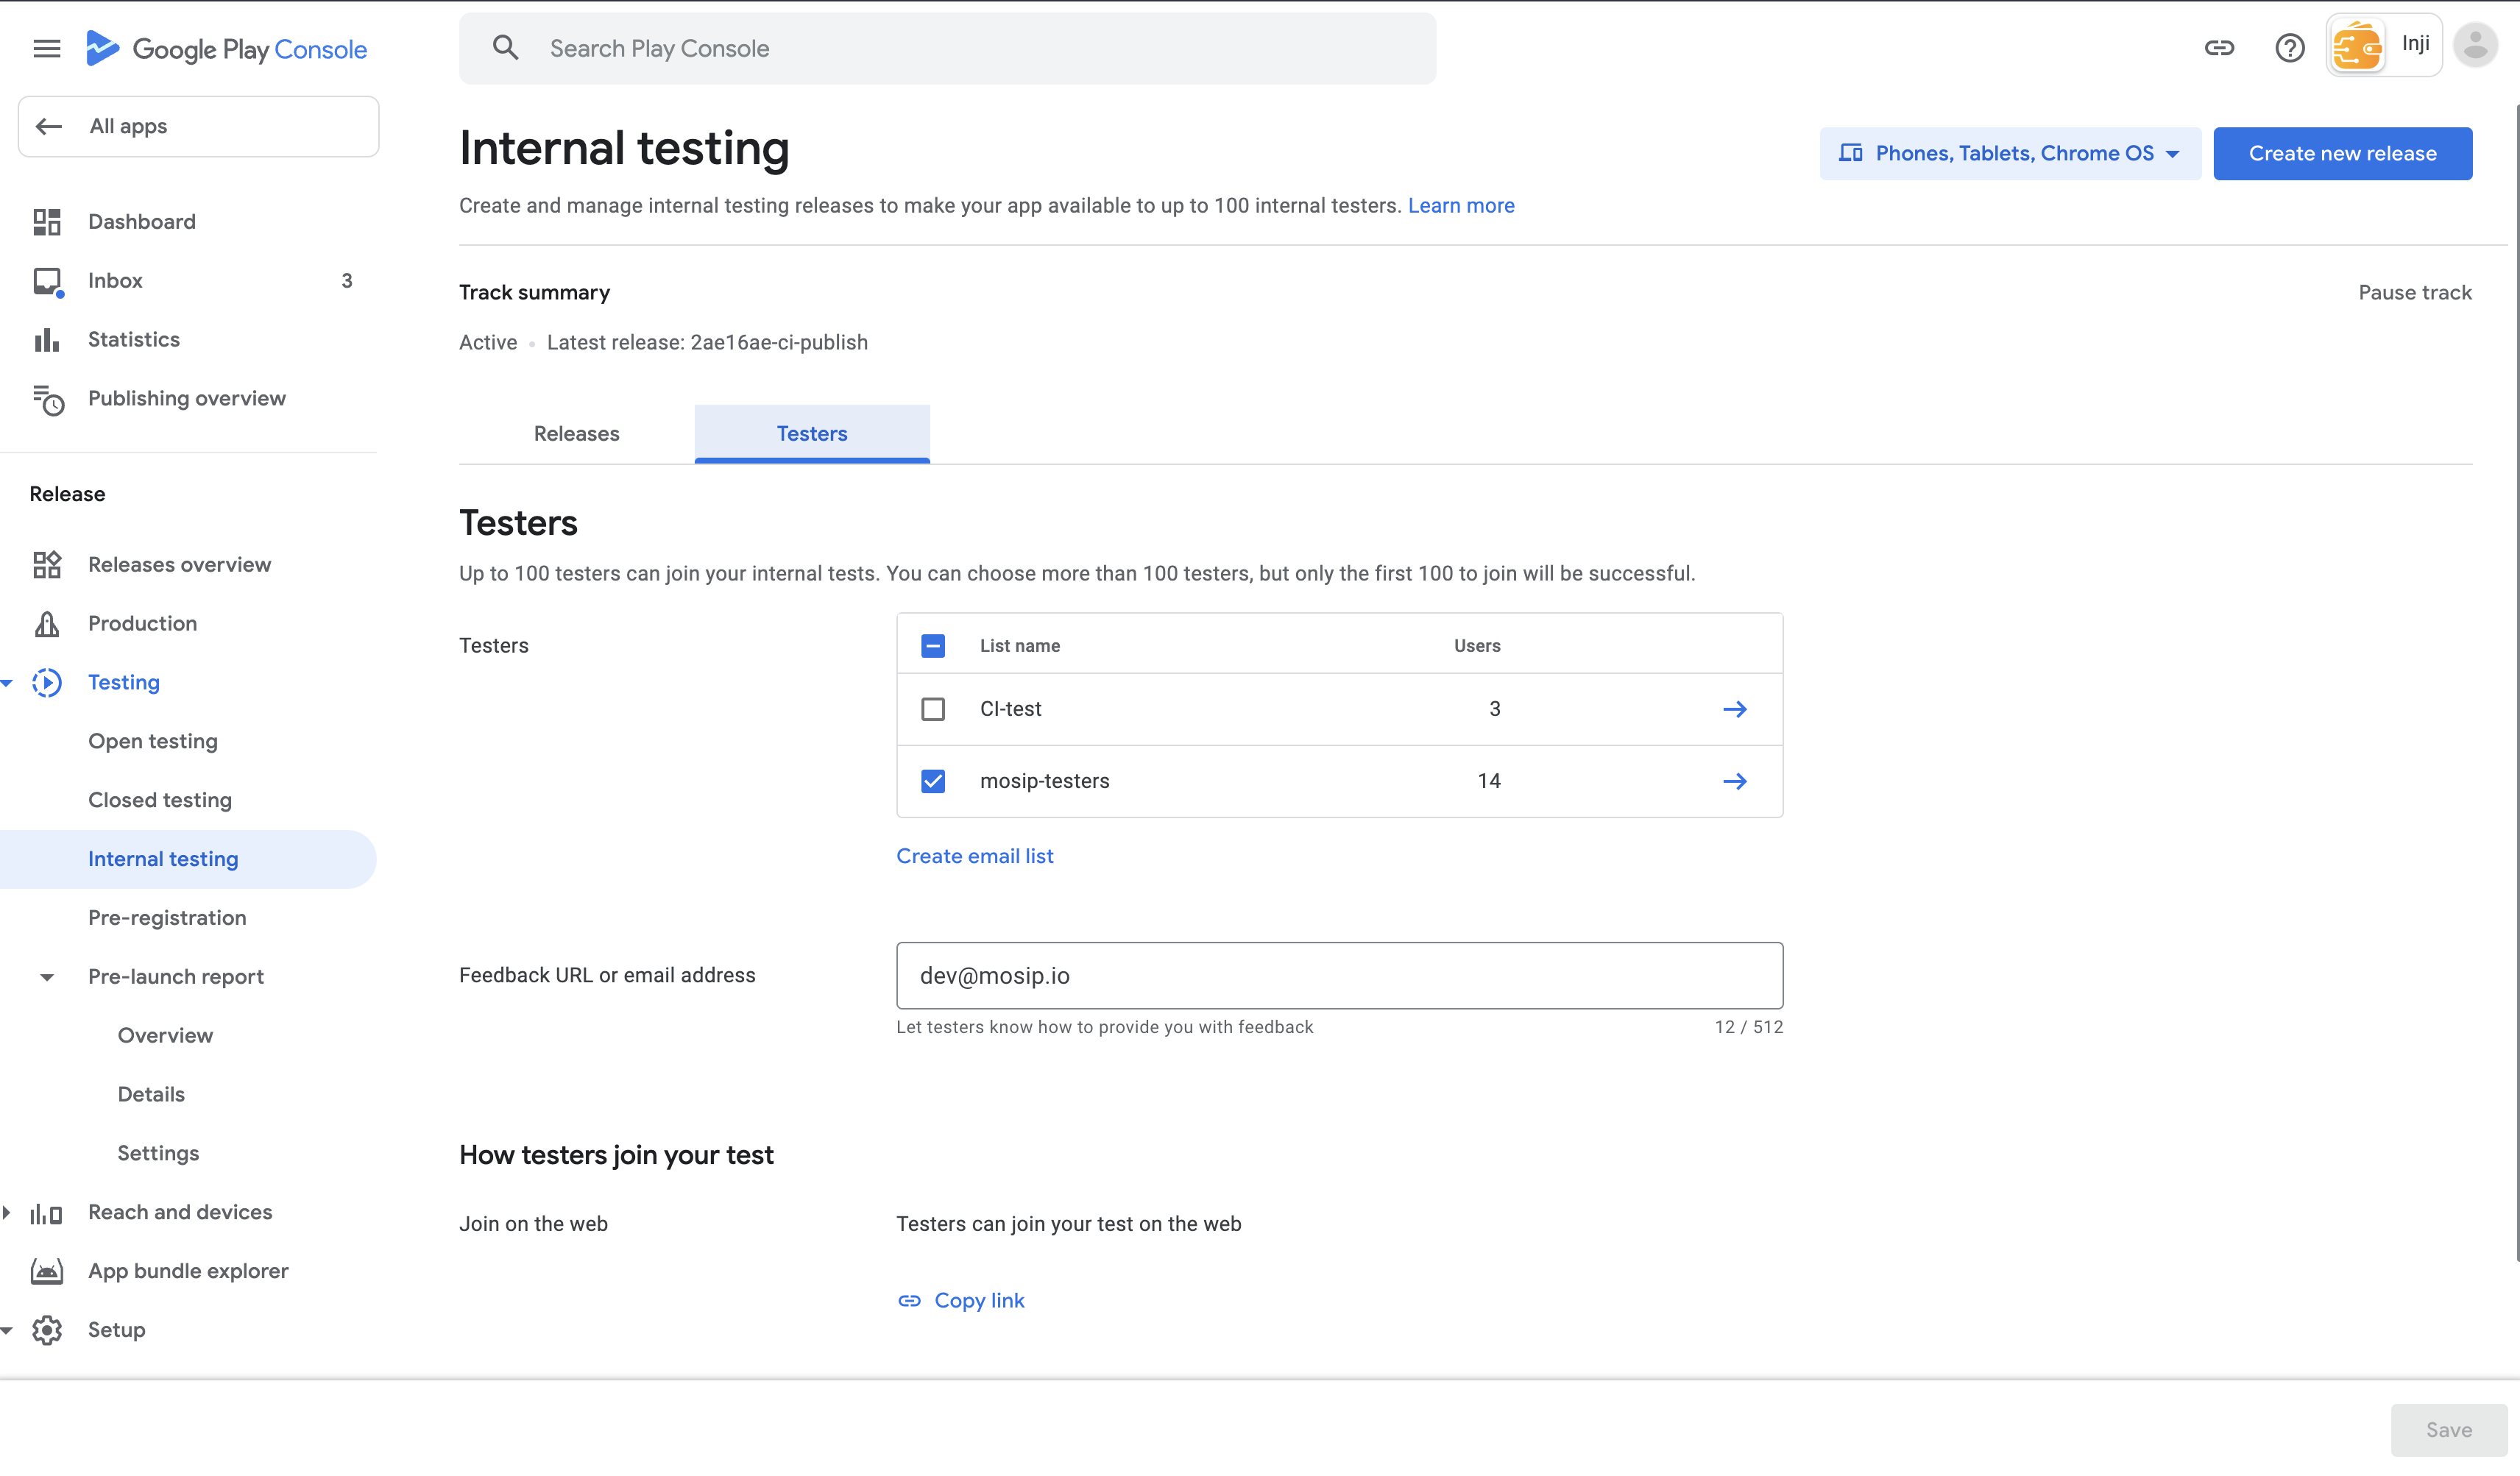 Google Play Console
Search Play Console
Inji
All apps
Dashboard
Inbox 3
Statistics
Publishing overview
Release
Releases overview
Production
Testing
Open testing
Closed testing
Internal testing
Pre-registration
Pre-launch report
Overview
Details
Settings
Reach and devices
App bundle explorer
Setup
Internal testing
Phones, Tablets, Chrome OS
Create new release
Create and manage internal testing releases to make your app available to up to 100 internal testers. Learn more
Track summary
Pause track
Active • Latest release: 2ae16ae-ci-publish
Releases
Testers
Testers
Up to 100 testers can join your internal tests. You can choose more than 100 testers, but only the first 100 to join will be successful.
Testers
List name Users
CI-test 3
mosip-testers 14
Create email list
Feedback URL or email address
dev@mosip.io
Let testers know how to provide you with feedback 12 / 512
How testers join your test
Join on the web
Testers can join your test on the web
Copy link
Save